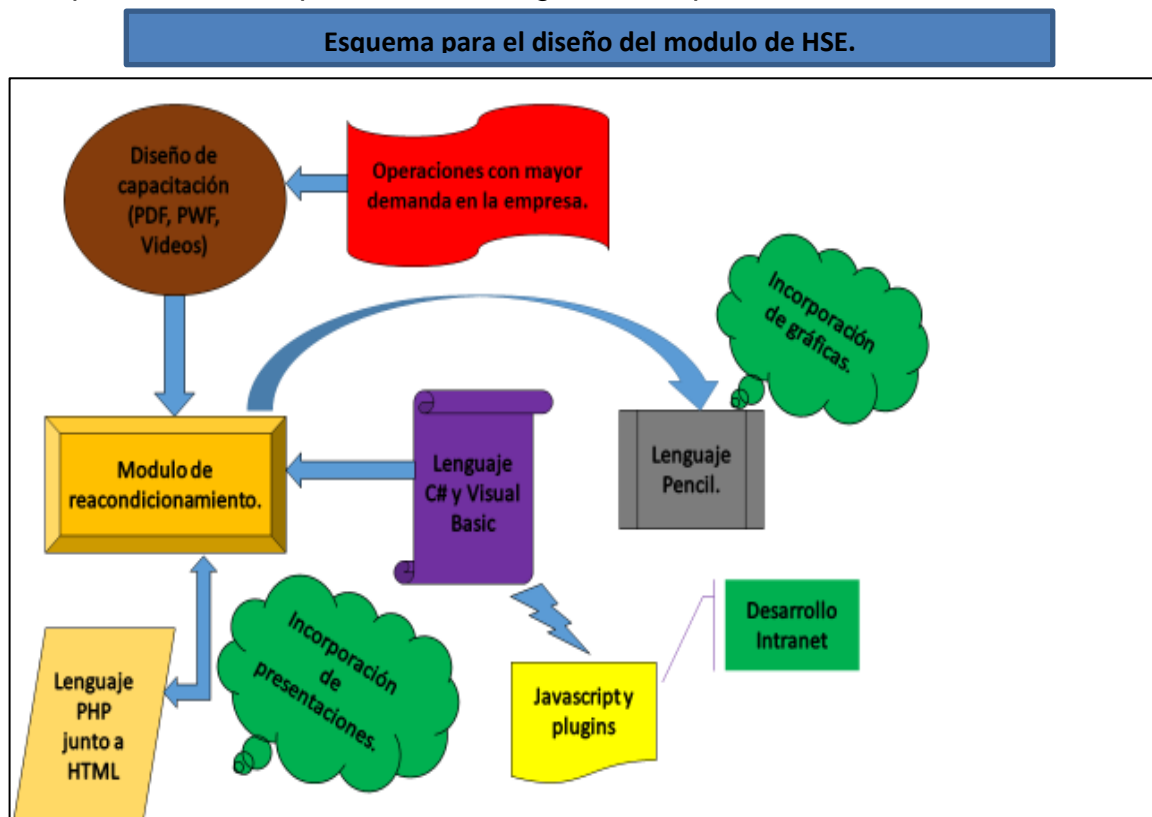 Esquema para el diseño del modulo de HSE.
Diseño de
capacitación
(PDF, PWF,
Videos)
Operaciones con mayor
demanda en la empresa.
Incorporación
de gráficas.
Modulo de
reacondicionamiento.
Lenguaje
C# y Visual
Basic
Lenguaje
Pencil.
Incorporación
de
presentaciones.
Desarrollo
Intranet
Lenguaje
PHP
junto a
HTML
Javascript y
plugins